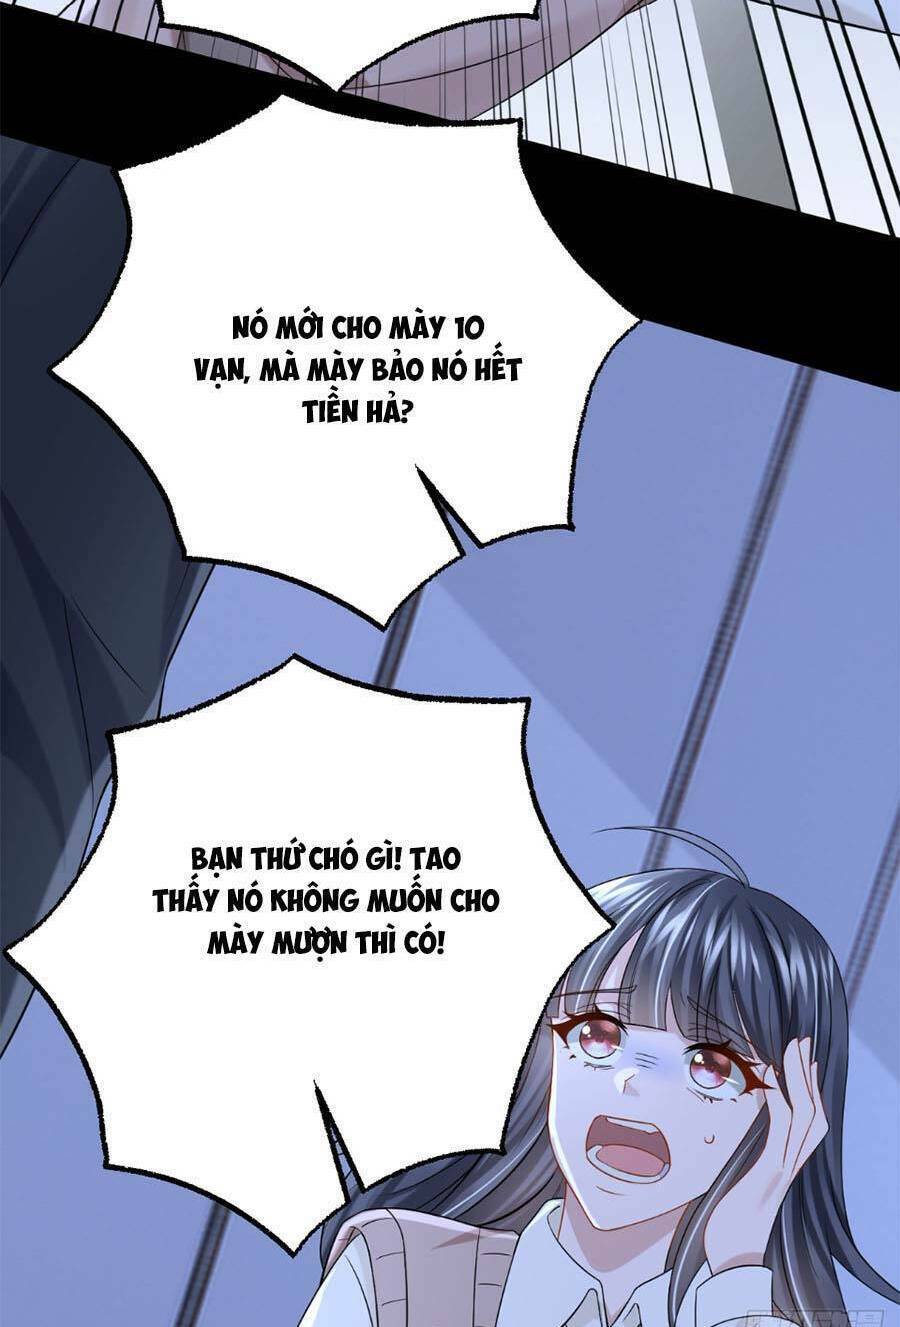 NÓ MỚI CHO MÀY 10
VẠN, MÀ MÀY BẢO NÓ HẾT
TIỀN HẢ?
BẠN THỨ CHÓ GÌ! TAO
THẤY NÓ KHÔNG MUỐN CHO
MÀY MƯỢN THÌ CÓ!